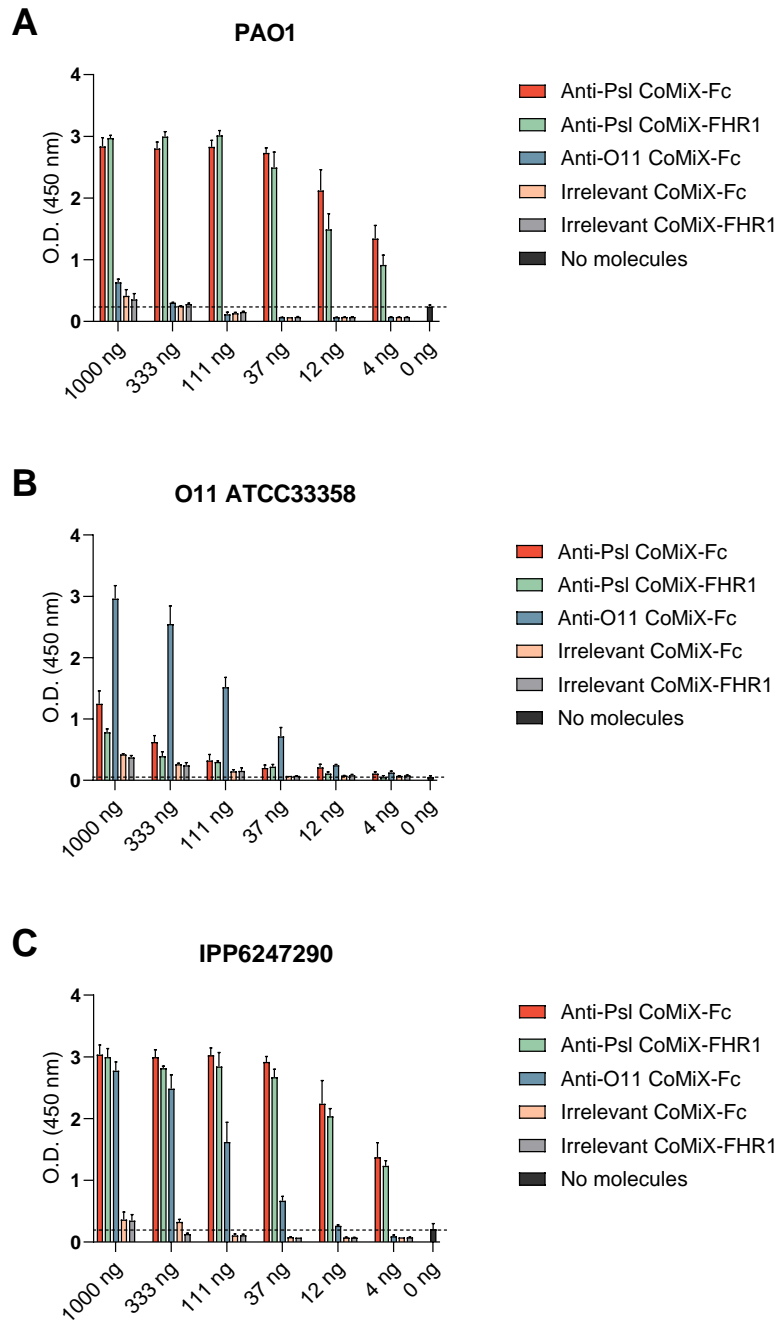 A
PAO1
4
3
2
1
0
O.D. (450 nm)
1000 ng
333 ng
111 ng
37 ng
12 ng
4 ng
0 ng
Anti-Psl CoMiX-Fc
Anti-Psl CoMiX-FHR1
Anti-O11 CoMiX-Fc
Irrelevant CoMiX-Fc
Irrelevant CoMiX-FHR1
No molecules
B
O11 ATCC33358
4
3
2
1
0
O.D. (450 nm)
1000 ng
333 ng
111 ng
37 ng
12 ng
4 ng
0 ng
Anti-Psl CoMiX-Fc
Anti-Psl CoMiX-FHR1
Anti-O11 CoMiX-Fc
Irrelevant CoMiX-Fc
Irrelevant CoMiX-FHR1
No molecules
C
IPP6247290
4
3
2
1
0
O.D. (450 nm)
1000 ng
333 ng
111 ng
37 ng
12 ng
4 ng
0 ng
Anti-Psl CoMiX-Fc
Anti-Psl CoMiX-FHR1
Anti-O11 CoMiX-Fc
Irrelevant CoMiX-Fc
Irrelevant CoMiX-FHR1
No molecules